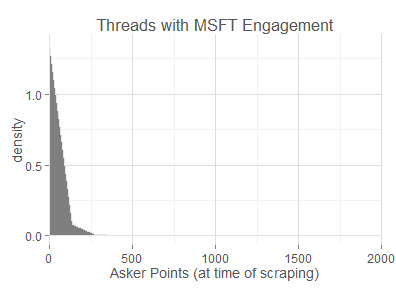 Threads with MSFT Engagement
density
1.0
0.5
0.0
0 500 1000 1500 2000
Asker Points (at time of scraping)